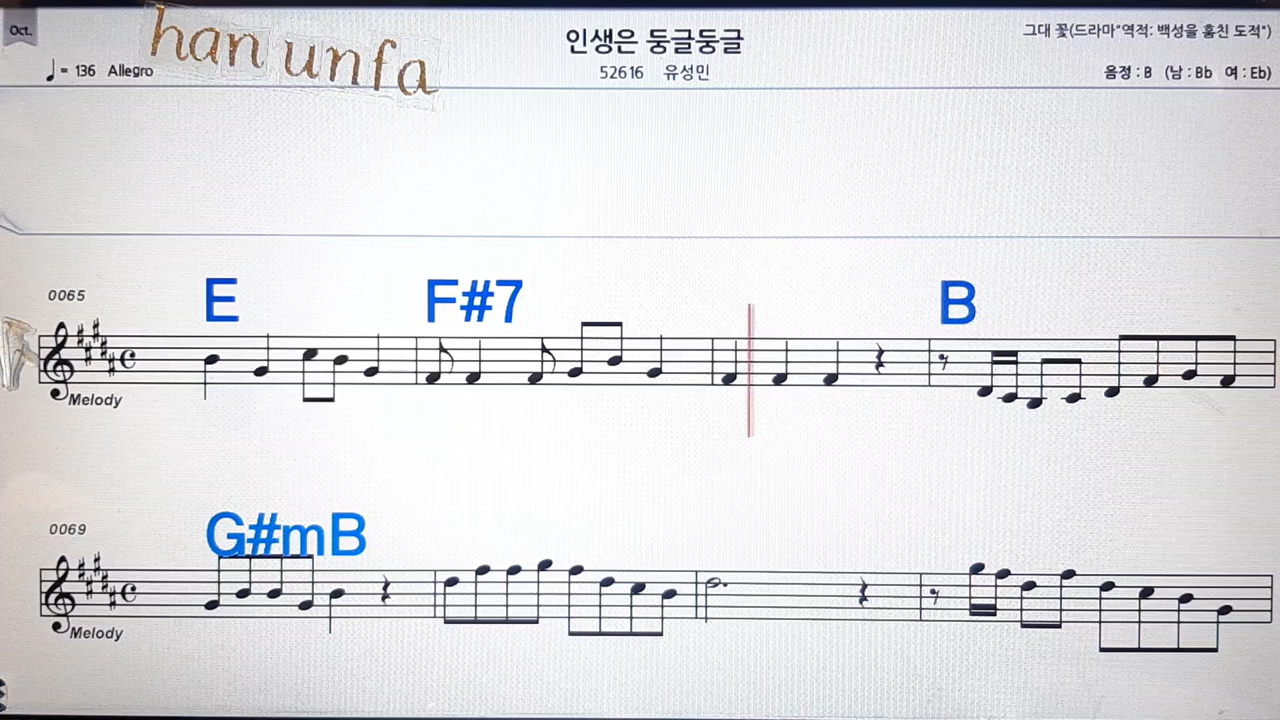 Oct.
han unfa
인생은 둥글둥글
그대 꽃(드라마"역적: 백성을 훔친 도적")
♩= 136 Allegro
52616 유성민
음정 : B (남 : Bb 여 : Eb)
0065
E F#7 B
Melody
0069
G#mB
Melody